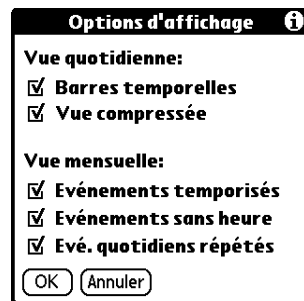 Options d'affichage
Vue quotidienne:
Barres temporelles
Vue compressée
Vue mensuelle:
Evénements temporisés
Evénements sans heure
Evé. quotidiens répétés
OK Annuler